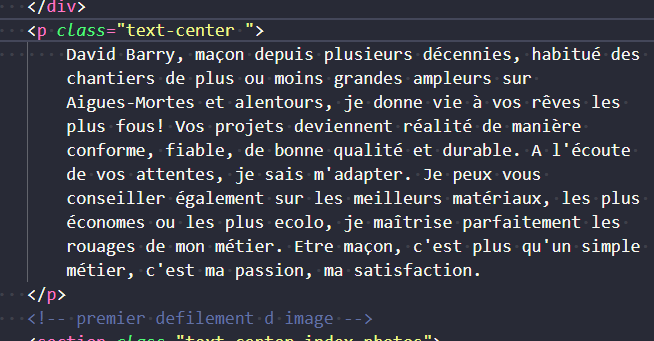 </div>
<p class="text-center ">
David Barry, maçon depuis plusieurs décennies, habitué des
chantiers de plus ou moins grandes ampleurs sur
Aigues-Mortes et alentours, je donne vie à vos rêves les
plus fous! Vos projets deviennent réalité de manière
conforme, fiable, de bonne qualité et durable. A l'écoute
de vos attentes, je sais m'adapter. Je peux vous
conseiller également sur les meilleurs matériaux, les plus
économes ou les plus ecolo, je maîtrise parfaitement les
rouages de mon métier. Etre maçon, c'est plus qu'un simple
métier, c'est ma passion, ma satisfaction.
</p>
<!-- premier defilement d image -->
<section class="text-center index-photos">